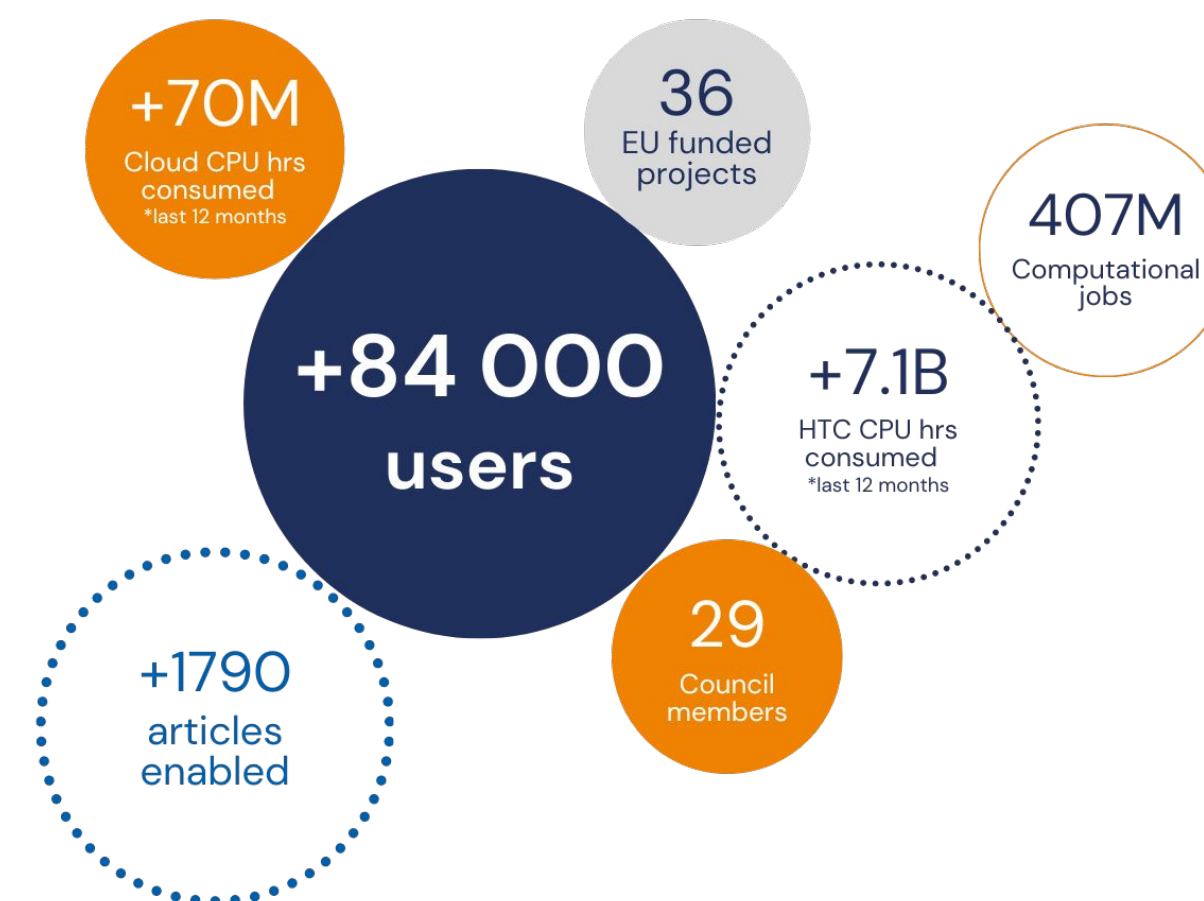 +70M
Cloud CPU hrs
consumed
*last 12 months
36
EU funded
projects
407M
Computational
jobs
+84 000
users
+7.1B
HTC CPU hrs
consumed
*last 12 months
29
Council
members
+1790
articles
enabled